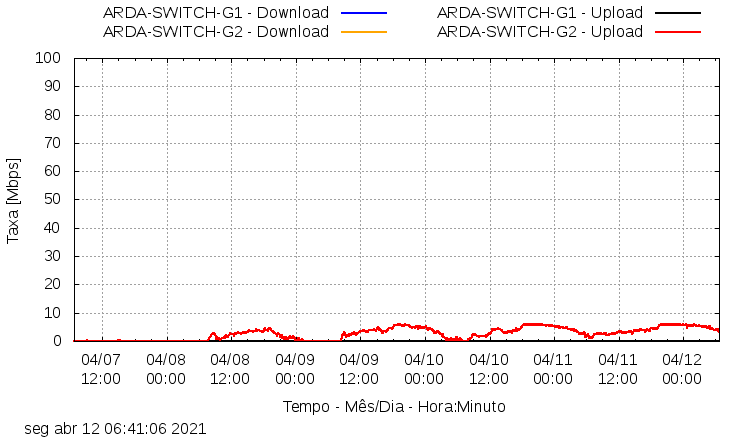 ARDA-SWITCH-G1 - Download ARDA-SWITCH-G1 - Upload
ARDA-SWITCH-G2 - Download ARDA-SWITCH-G2 - Upload
100
90
80
70
60
50
40
30
20
10
0
Taxa [Mbps]
04/07 04/08 04/08 04/09 04/09 04/10 04/10 04/11 04/11 04/12
12:00 00:00 12:00 00:00 12:00 00:00 12:00 00:00 12:00 00:00
Tempo - Mês/Dia - Hora:Minuto
seg abr 12 06:41:06 2021